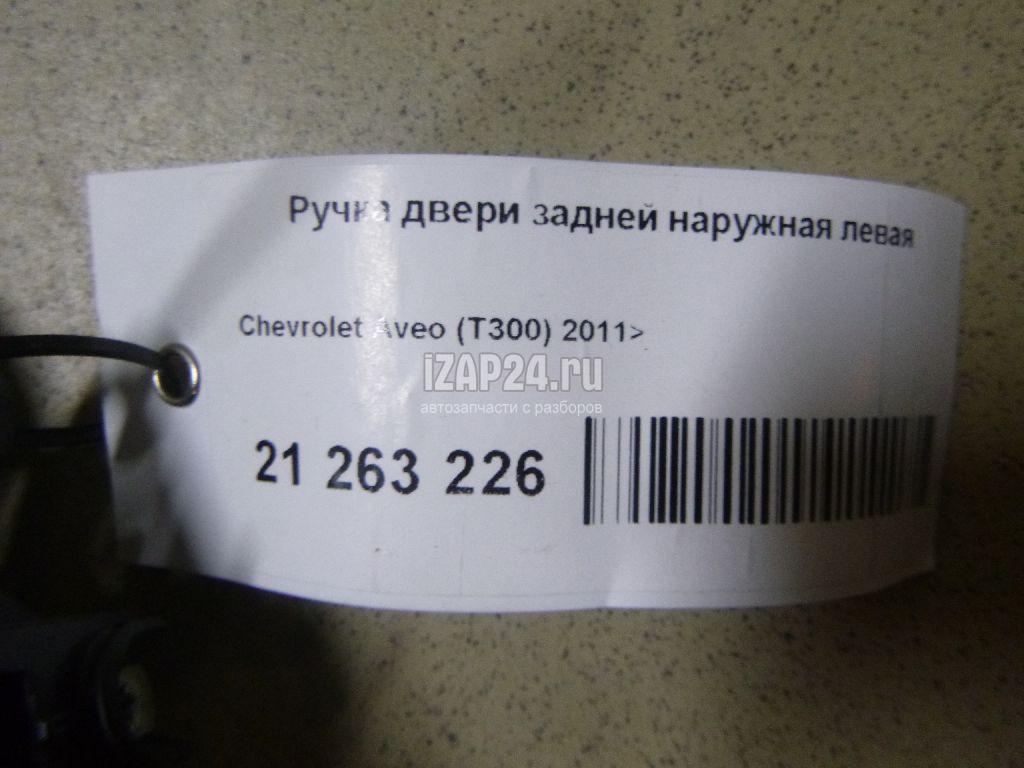 Ручка двери задней наружная левая
Chevrolet Aveo (T300) 2011>
iZAP24.ru
автозапчасти с разборов
21 263 226